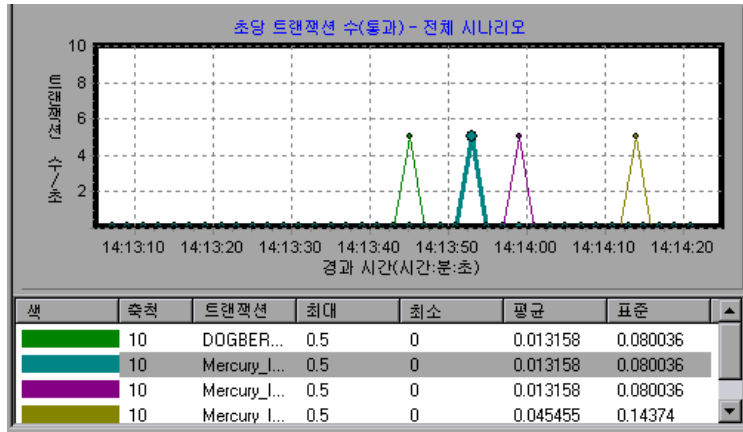 초당 트랜잭션 수(통과) - 전체 시나리오
10
8
6
4
2
트랜잭션 수/초
14:13:10 14:13:20 14:13:30 14:13:40 14:13:50 14:14:00 14:14:10 14:14:20
경과 시간(시간:분:초)
색 축척 트랜잭션 최대 최소 평균 표준
10 DOGBER... 0.5 0 0.013158 0.080036
10 Mercury_I... 0.5 0 0.013158 0.080036
10 Mercury_I... 0.5 0 0.013158 0.080036
10 Mercury_I... 0.5 0 0.045455 0.14374